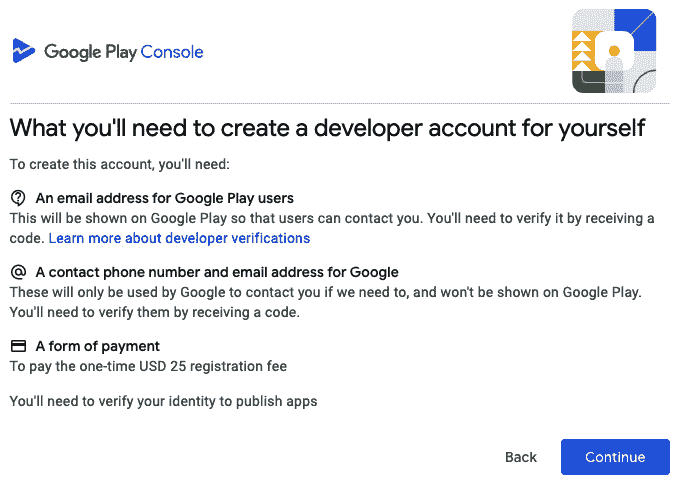 Google Play Console
What you'll need to create a developer account for yourself
To create this account, you'll need:
An email address for Google Play users
This will be shown on Google Play so that users can contact you. You'll need to verify it by receiving a
code. Learn more about developer verifications
A contact phone number and email address for Google
These will only be used by Google to contact you if we need to, and won't be shown on Google Play.
You'll need to verify them by receiving a code.
A form of payment
To pay the one-time USD 25 registration fee
You'll need to verify your identity to publish apps
Back Continue